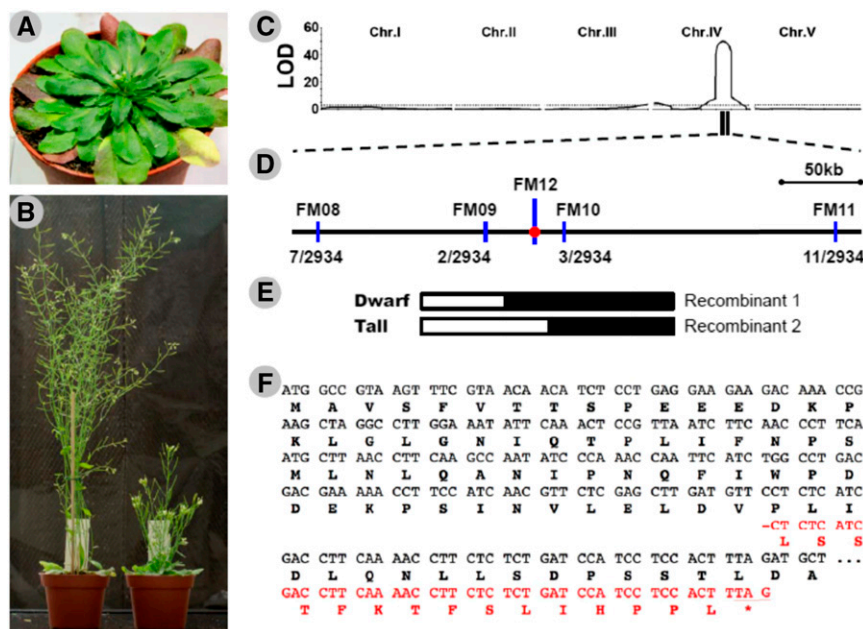 A
B
C
LOD
60
40
20
0
Chr.I Chr.II Chr.III Chr.IV Chr.V
D
50kb
FM12
FM08 FM09 FM10 FM11
7/2934 2/2934 3/2934 11/2934
E
Dwarf Recombinant 1
Tall Recombinant 2
F
ATG GCC GTA AGT TTC GTA ACA ACA TCT CCT GAG GAA GAA GAC AAA CCG
M A V S F V T T S P E E E D K P
AAG CTA GGC CTT GGA AAT ATT CAA ACT CCG TTA ATC TTC AAC CCT TCA
K L G L G N I Q T P L I F N P S
ATG CTT AAC CTT CAA GCC AAT ATC CCA AAC CAA TTC ATC TGG CCT GAC
M L N L Q A N I P N Q F I W P D
GAC GAA AAA CCT TCC ATC AAC GTT CTC GAG CTT GAT GTT CCT CTC ATC
D E K P S I N V L E L D V P L I
-CT CTC ATC
L S S
GAC CTT CAA AAC CTT CTC TCT GAT CCA TCC TCC ACT TTA GAT GCT ...
D L Q N L L S D P S S T L D A
GAC CTT CAA AAC CTT CTC TCT GAT CCA TCC TCC ACT TTA G
T F K T F S L I H P P L *